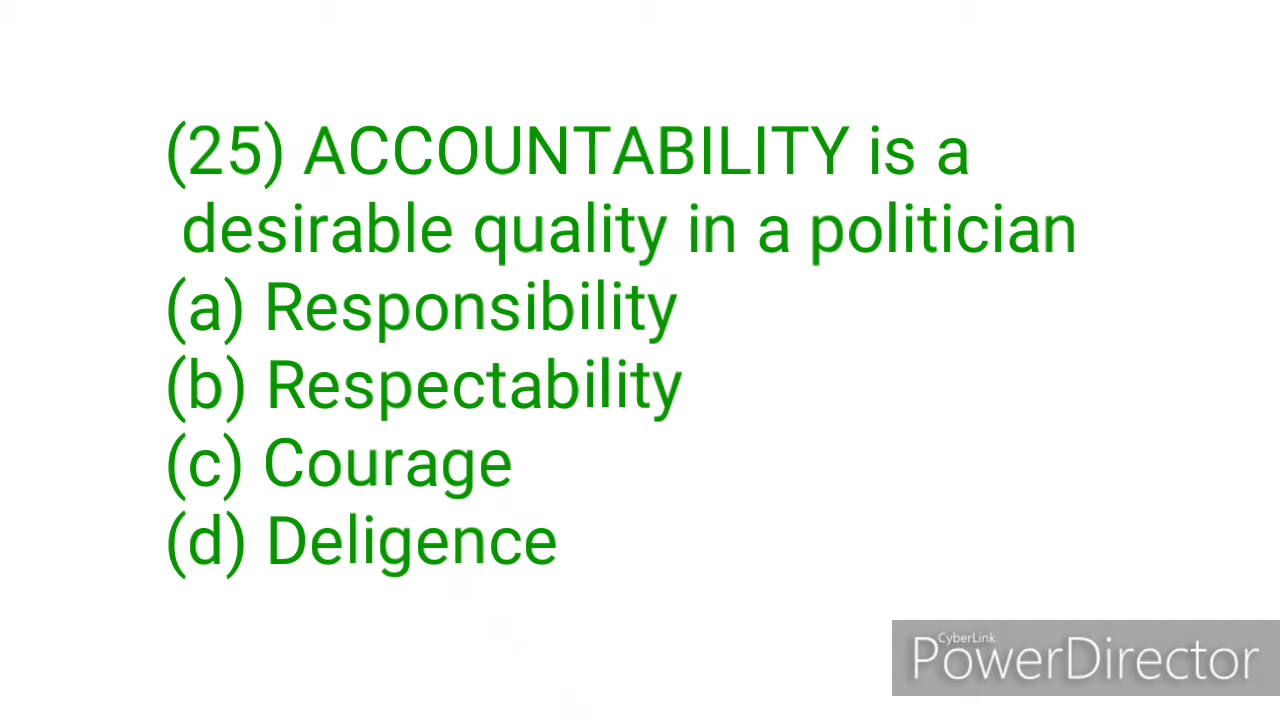 (25) ACCOUNTABILITY is a
desirable quality in a politician
(a) Responsibility
(b) Respectability
(c) Courage
(d) Deligence
CyberLink
PowerDirector